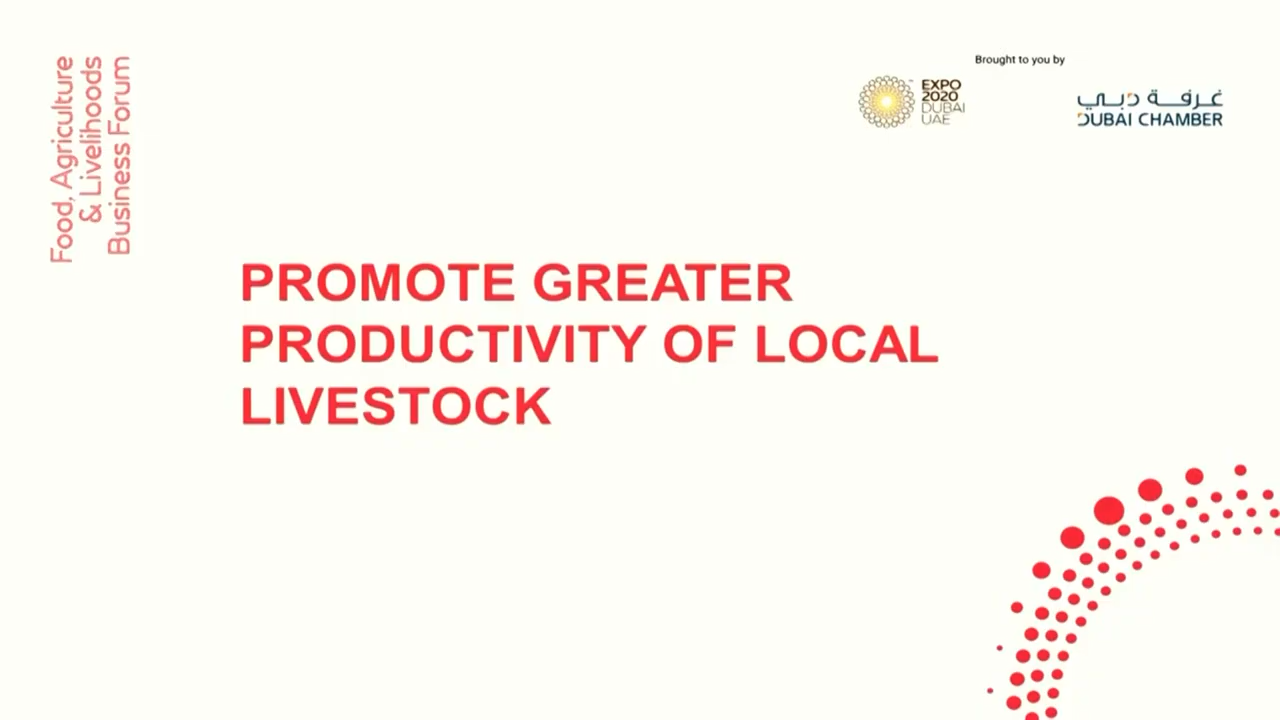 Food, Agriculture
& Livelihoods
Business Forum
Brought to you by
EXPO
2020
DUBAI
UAE
غرفة دبي
DUBAI CHAMBER
PROMOTE GREATER
PRODUCTIVITY OF LOCAL
LIVESTOCK